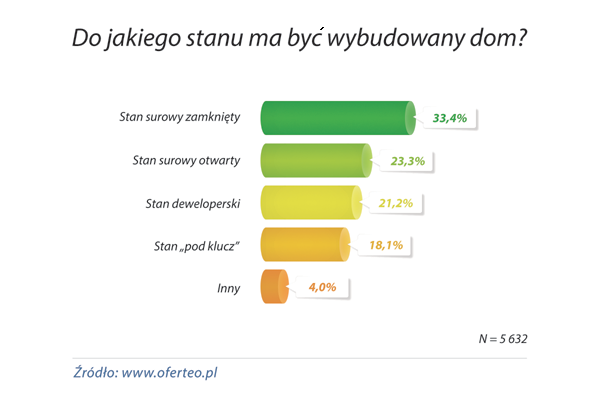 Do jakiego stanu ma być wybudowany dom?
Stan surowy zamknięty 33,4%
Stan surowy otwarty 23,3%
Stan deweloperski 21,2%
Stan „pod klucz” 18,1%
Inny 4,0%
N = 5 632
Źródło: www.oferteo.pl